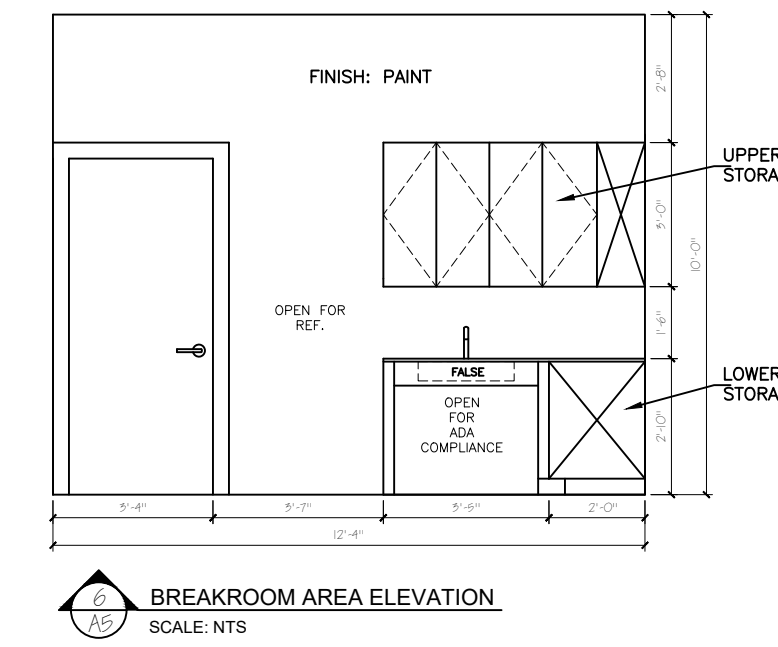 FINISH: PAINT
2'-8"
UPPER
STORA
3'-0"
10'-0"
OPEN FOR
REF.
1'-6"
FALSE
LOWER
STORA
OPEN
FOR
ADA
COMPLIANCE
2'-10"
3'-4"
3'-7"
3'-5"
2'-0"
12'-4"
6
A5
BREAKROOM AREA ELEVATION
SCALE: NTS